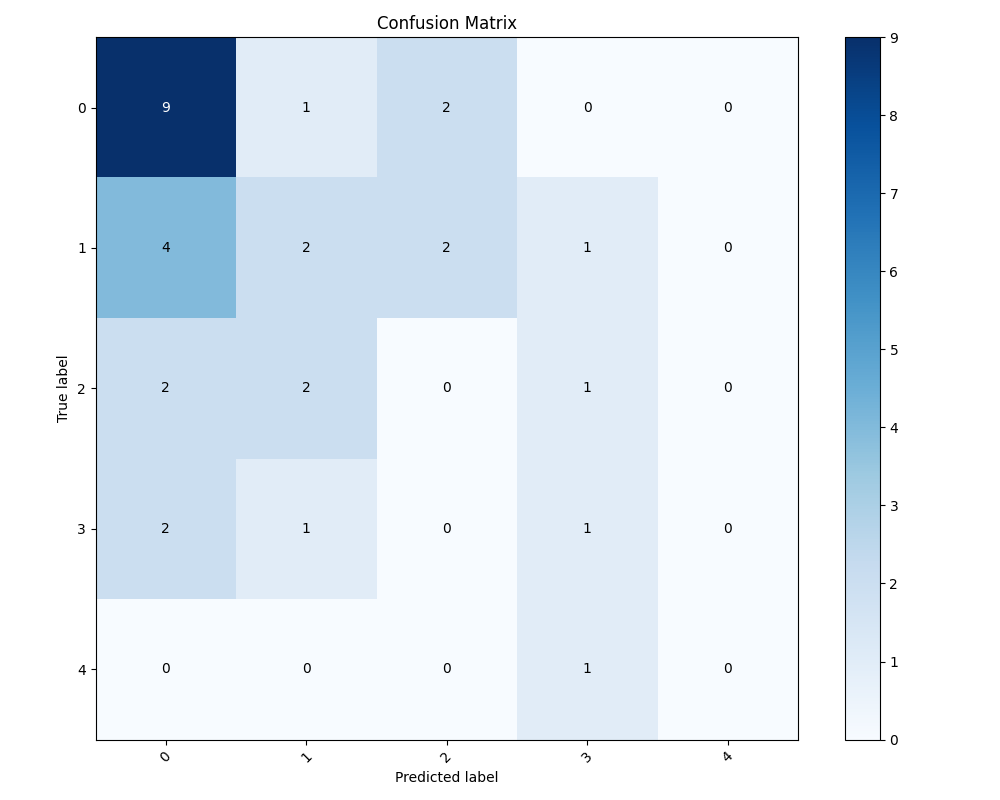 Confusion Matrix
0 9 1 2 0 0
1 4 2 2 1 0
2 2 2 0 1 0
3 2 1 0 1 0
4 0 0 0 1 0
True label
0 1 2 3 4
Predicted label
9
8
7
6
5
4
3
2
1
0